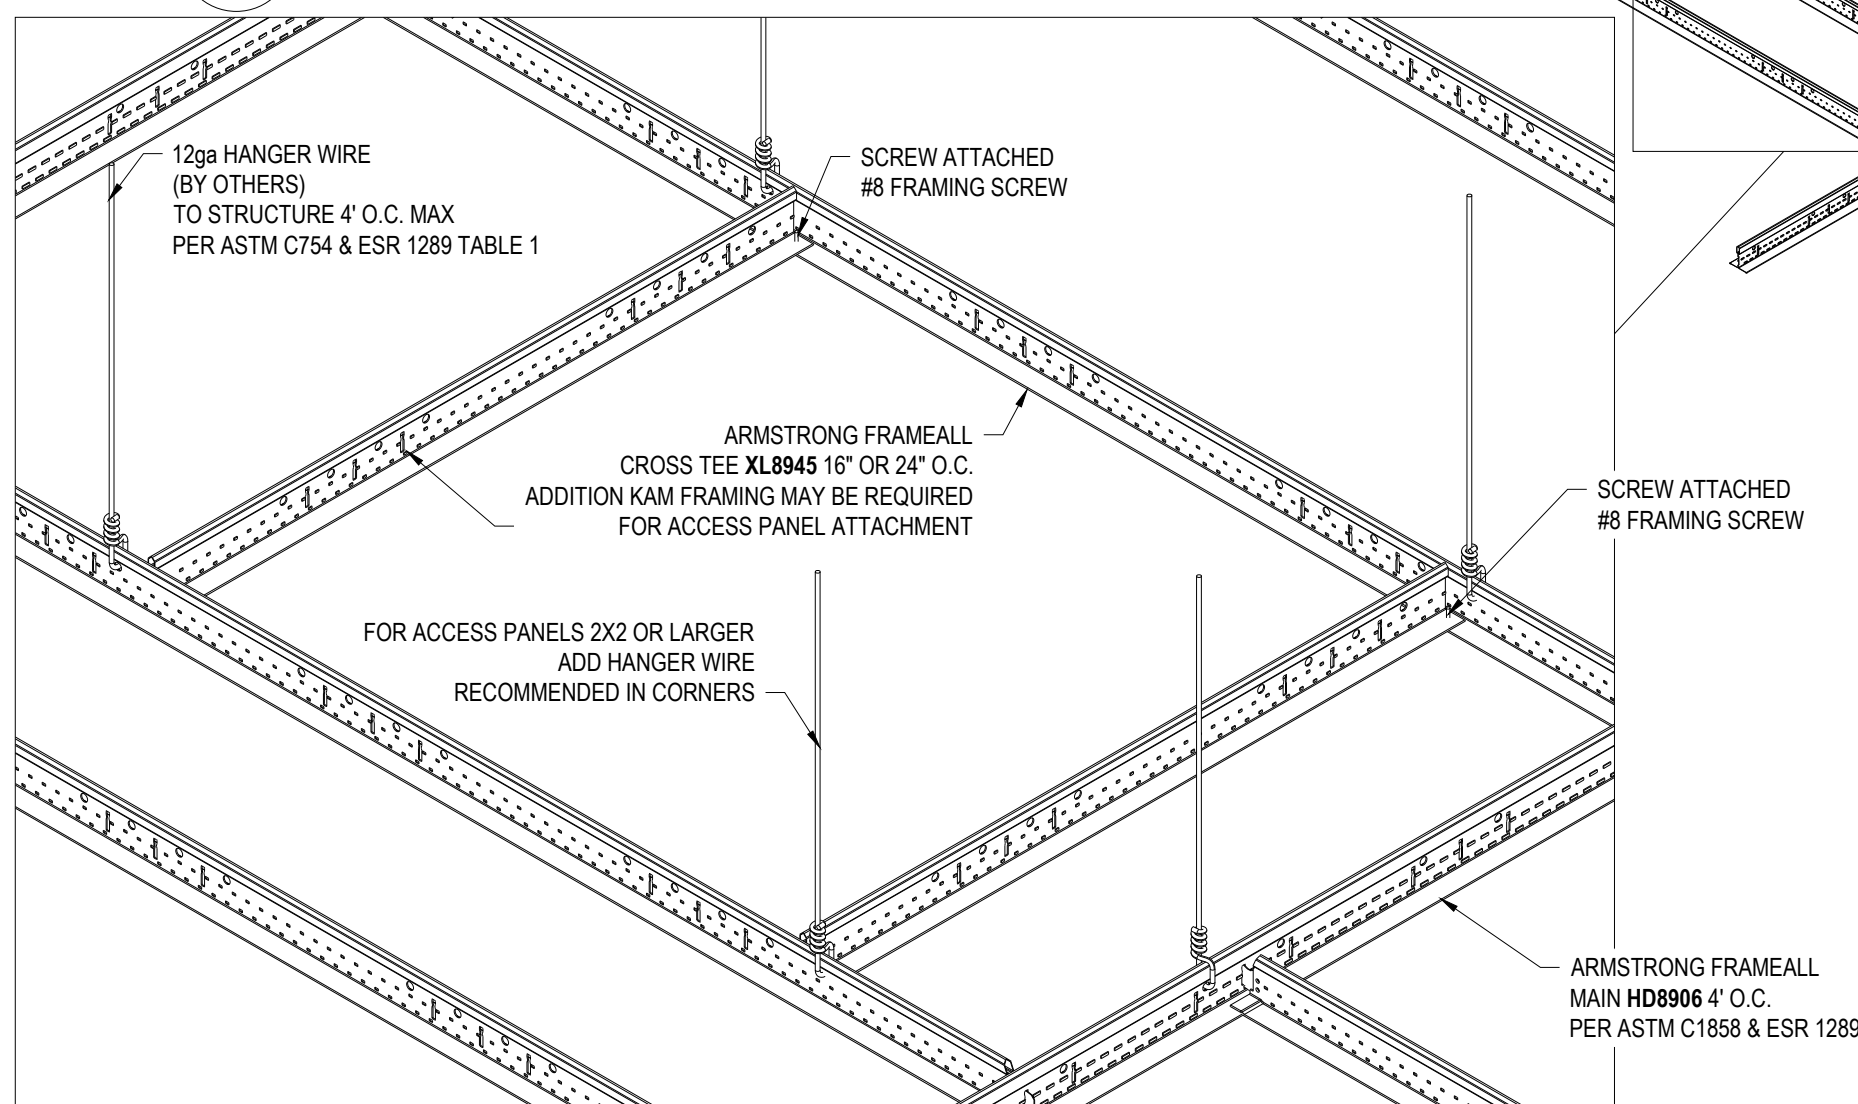 12ga HANGER WIRE
(BY OTHERS)
TO STRUCTURE 4' O.C. MAX
PER ASTM C754 & ESR 1289 TABLE 1
SCREW ATTACHED
#8 FRAMING SCREW
ARMSTRONG FRAMEALL
CROSS TEE XL8945 16" OR 24" O.C.
ADDITION KAM FRAMING MAY BE REQUIRED
FOR ACCESS PANEL ATTACHMENT
SCREW ATTACHED
#8 FRAMING SCREW
FOR ACCESS PANELS 2X2 OR LARGER
ADD HANGER WIRE
RECOMMENDED IN CORNERS
ARMSTRONG FRAMEALL
MAIN HD8906 4' O.C.
PER ASTM C1858 & ESR 1289